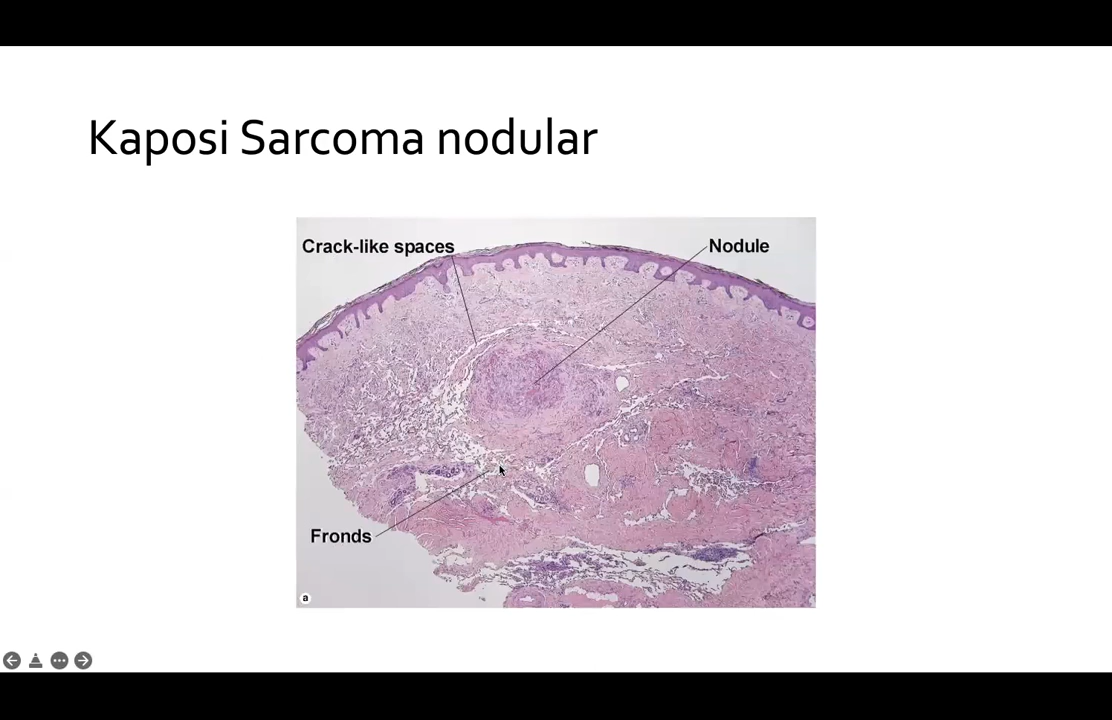 Kaposi Sarcoma nodular
Crack-like spaces
Nodule
Fronds
a